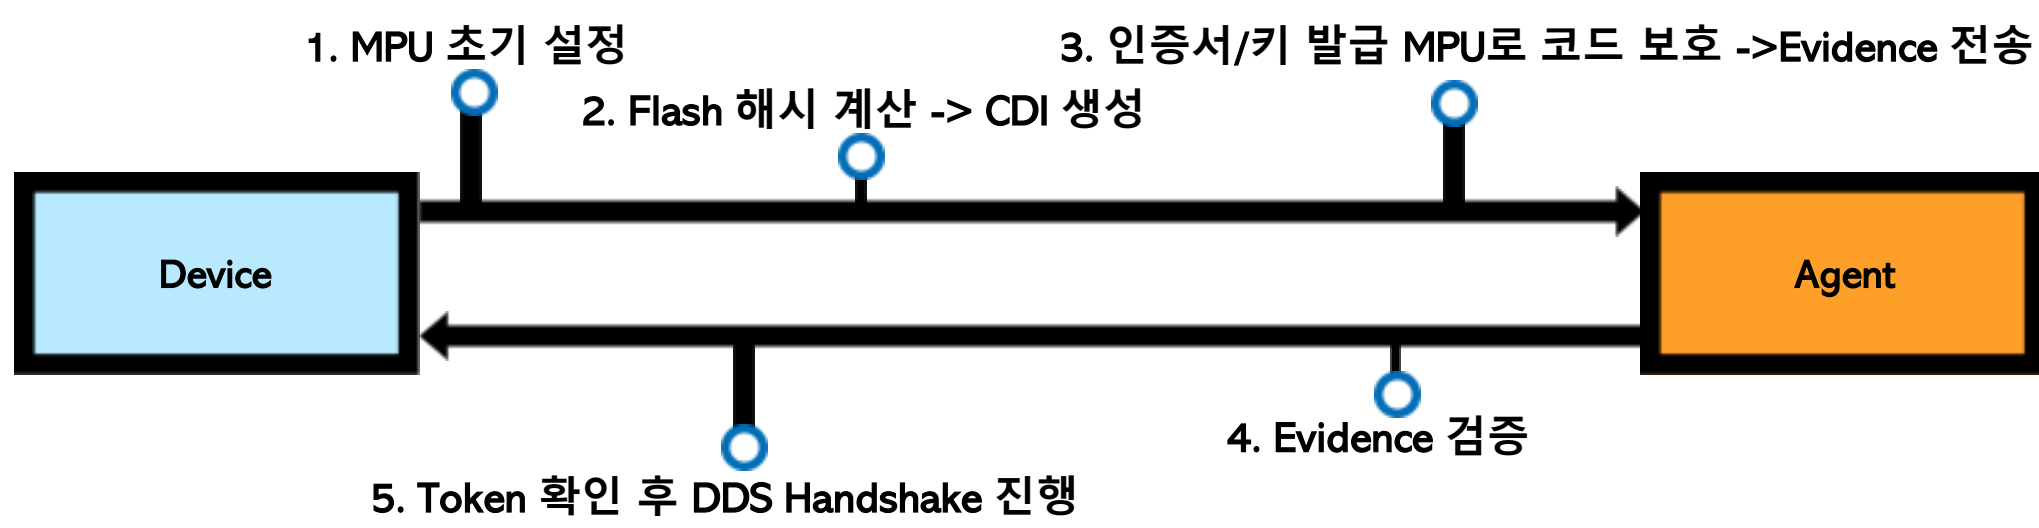 1. MPU 초기 설정
3. 인증서/키 발급 MPU로 코드 보호 ->Evidence 전송
2. Flash 해시 계산 -> CDI 생성
Device
Agent
4. Evidence 검증
5. Token 확인 후 DDS Handshake 진행